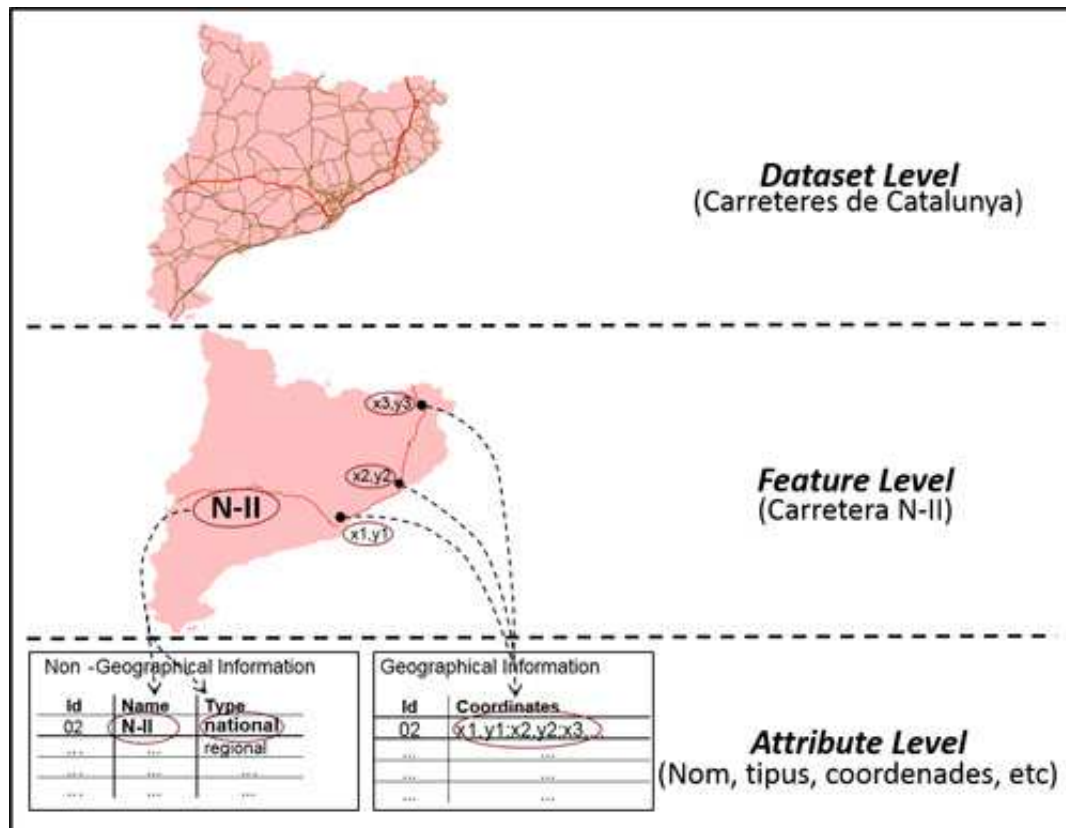 Dataset Level
(Carreteres de Catalunya)
x3,y3
x2,y2
N-II
x1,y1
Feature Level
(Carretera N-II)
Non -Geographical Information
Id Name Type
02 N-II national
... ... regional
... ... ...
... ... ...
Geographical Information
Id Coordinates
02 x1,y1;x2,y2;x3,...
... ...
... ...
... ...
Attribute Level
(Nom, tipus, coordenades, etc)